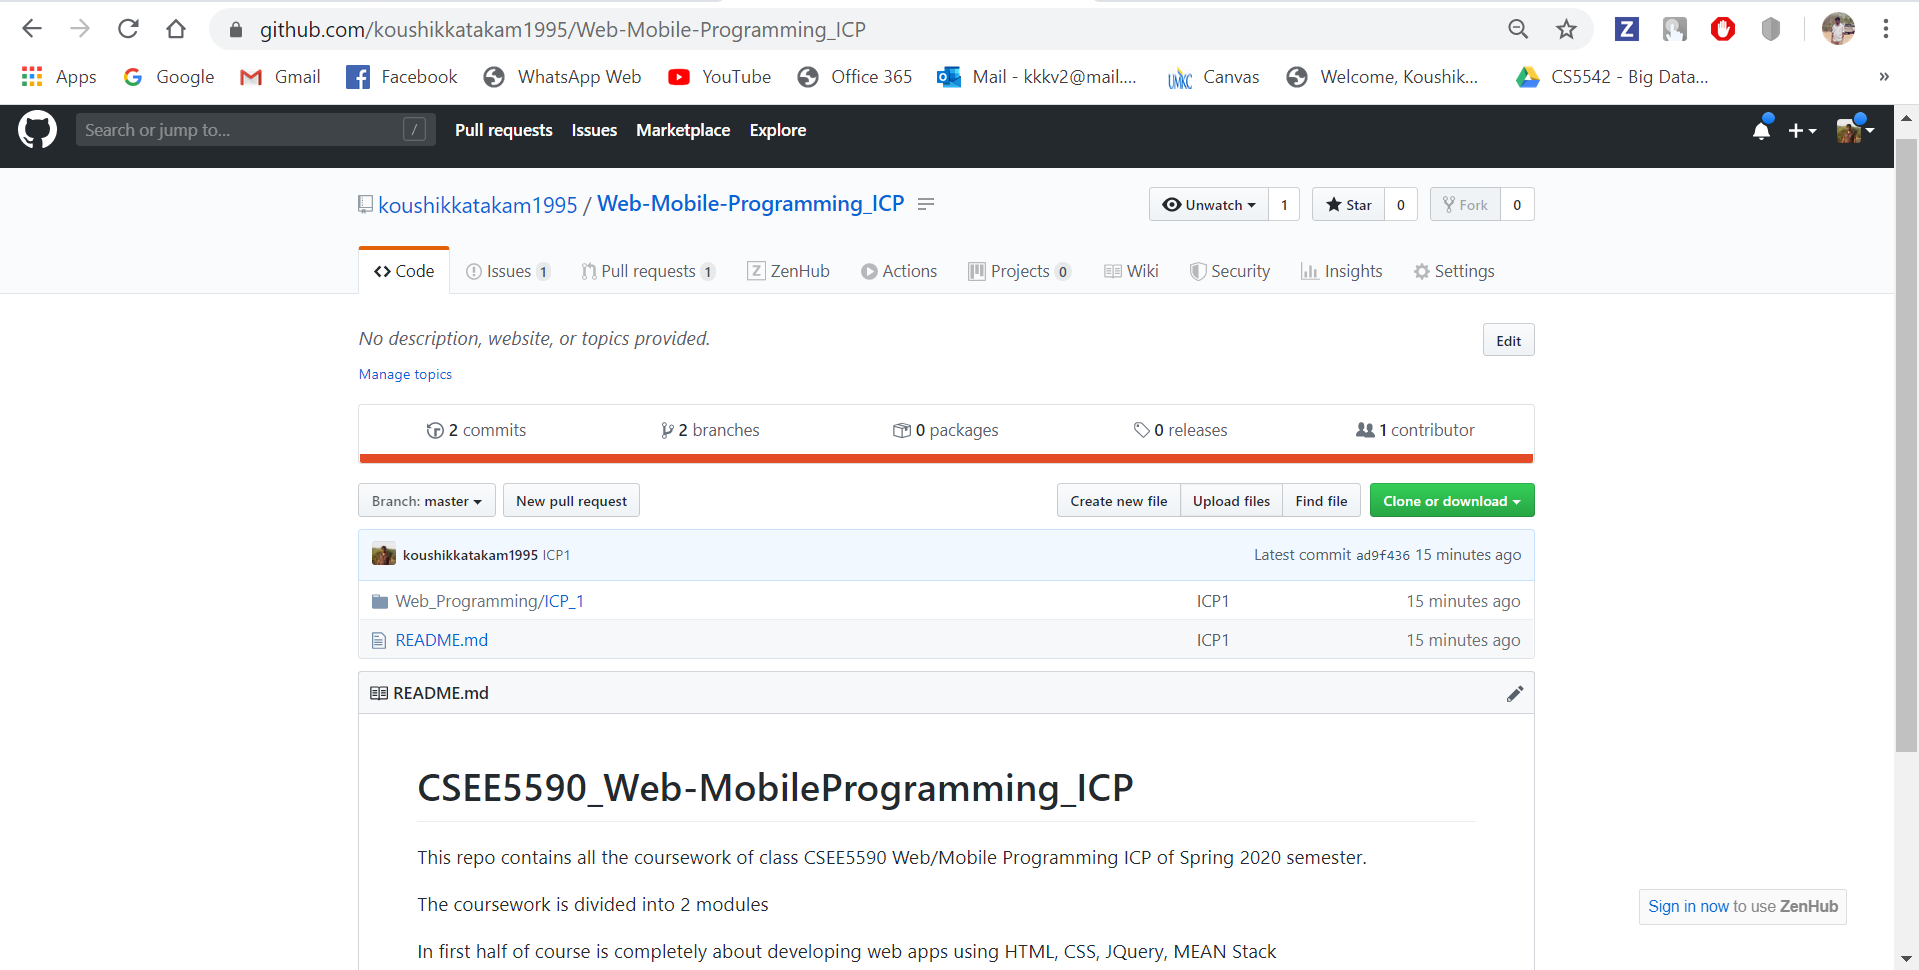 github.com/koushikkatakam1995/Web-Mobile-Programming_ICP
Apps Google Gmail Facebook WhatsApp Web YouTube Office 365 Mail - kkkv2@mail.... UMKC Canvas Welcome, Koushik... CS5542 - Big Data... »
Search or jump to... / Pull requests Issues Marketplace Explore
koushikkatakam1995 / Web-Mobile-Programming_ICP Unwatch 1 Star 0 Fork 0
Code Issues 1 Pull requests 1 Z ZenHub Actions Projects 0 Wiki Security Insights Settings
No description, website, or topics provided. Edit
Manage topics
2 commits 2 branches 0 packages 0 releases 1 contributor
Branch: master New pull request Create new file Upload files Find file Clone or download
koushikkatakam1995 ICP1 Latest commit ad9f436 15 minutes ago
Web_Programming/ICP_1 ICP1 15 minutes ago
README.md ICP1 15 minutes ago
README.md
CSEE5590_Web-MobileProgramming_ICP
This repo contains all the coursework of class CSEE5590 Web/Mobile Programming ICP of Spring 2020 semester.
The coursework is divided into 2 modules
Sign in now to use ZenHub
In first half of course is completely about developing web apps using HTML, CSS, JQuery, MEAN Stack